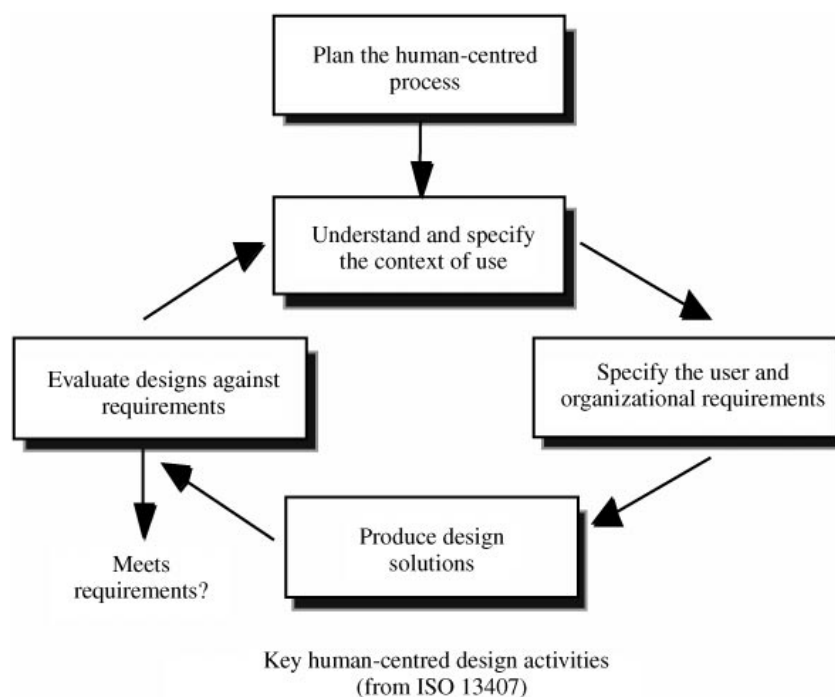 Plan the human-centred
process
Understand and specify
the context of use
Evaluate designs against
requirements
Specify the user and
organizational requirements
Produce design
solutions
Meets
requirements?
Key human-centred design activities
(from ISO 13407)